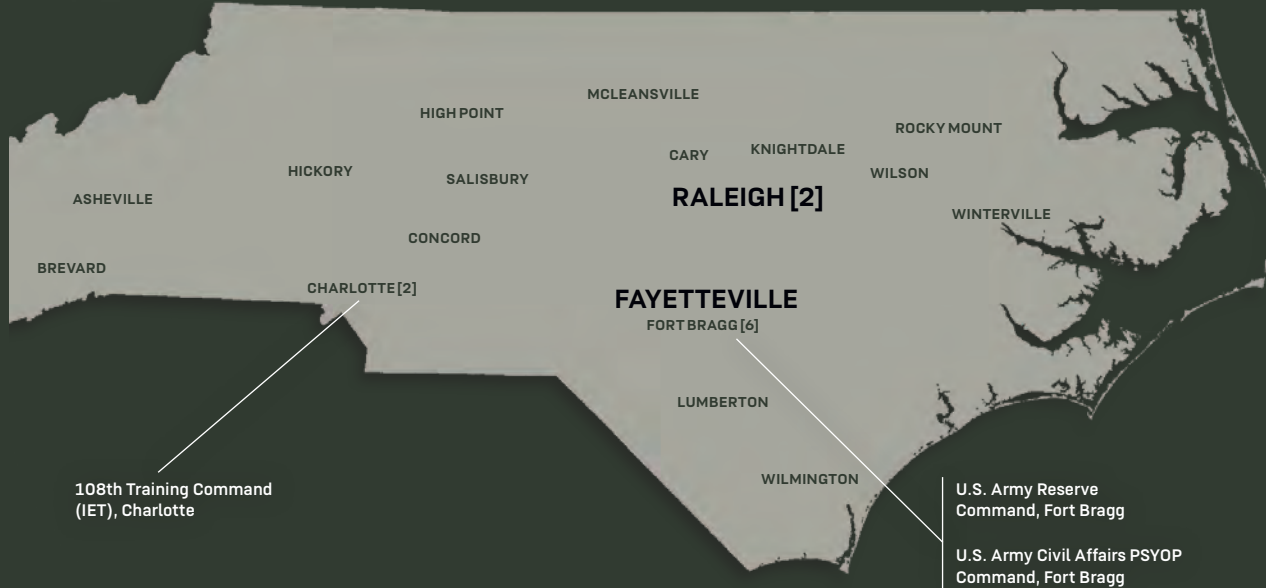 MCLEANSVILLE
HIGH POINT
ROCKY MOUNT
CARY
KNIGHTDALE
HICKORY
SALISBURY
WILSON
ASHEVILLE
RALEIGH [2]
WINTERVILLE
CONCORD
BREVARD
CHARLOTTE [2]
FAYETTEVILLE
FORT BRAGG [6]
LUMBERTON
WILMINGTON
108th Training Command
(IET), Charlotte
U.S. Army Reserve
Command, Fort Bragg
U.S. Army Civil Affairs PSYOP
Command, Fort Bragg